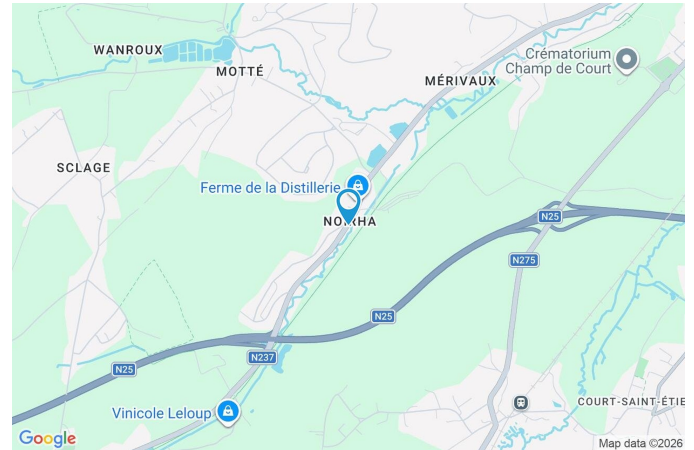 WANROUX
MOTTÉ
Crématorium
Champ de Court
MÉRIVAUX
SCLAGE
Ferme de la Distillerie
NOIRHA
N25
N275
N25
N237
N25
Vinicole Leloup
COURT-SAINT-ÉTIE
Google
Map data ©2026